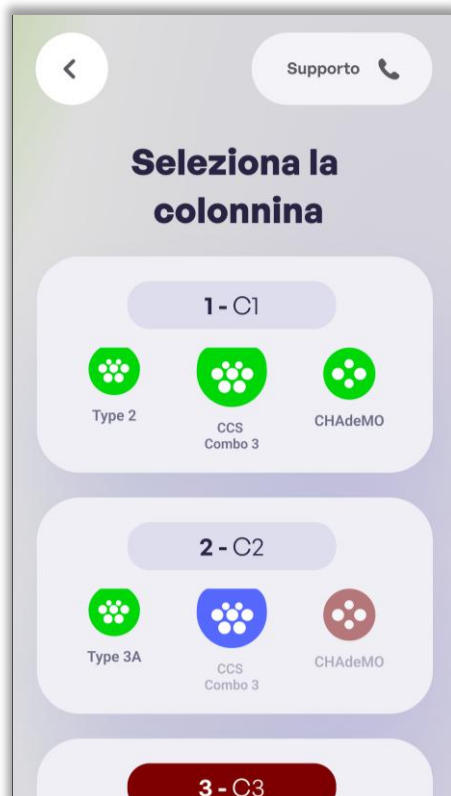 Supporto
Seleziona la
colonnina
1 - C1
Type 2
CCS
Combo 3
CHAdeMO
2 - C2
Type 3A
CCS
Combo 3
CHAdeMO
3 - C3